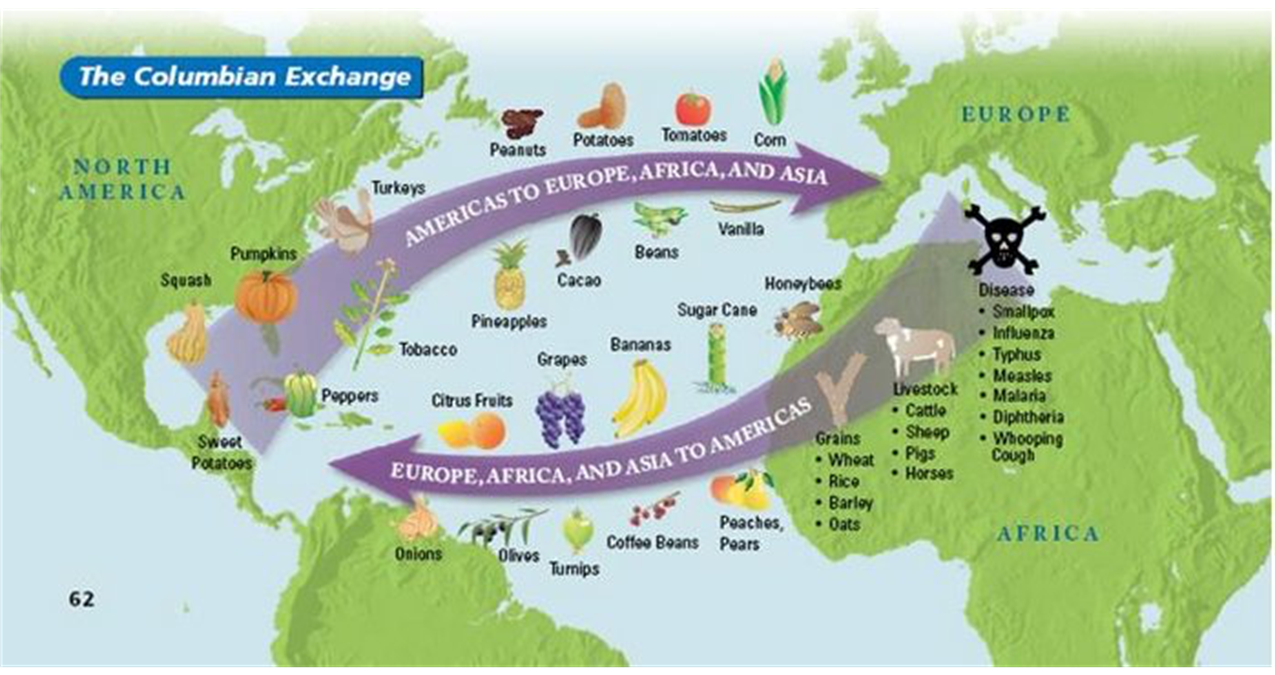 The Columbian Exchange
NORTH
AMERICA
EUROPE
AFRICA
Peanuts
Potatoes
Tomatoes
Corn
Turkeys
AMERICAS TO EUROPE, AFRICA, AND ASIA
Pumpkins
Squash
Cacao
Beans
Vanilla
Pineapples
Tobacco
Peppers
Sweet
Potatoes
Honeybees
Sugar Cane
Bananas
Grapes
Citrus Fruits
EUROPE, AFRICA, AND ASIA TO AMERICAS
Disease
• Smallpox
• Influenza
• Typhus
• Measles
• Malaria
• Diphtheria
• Whooping
Cough
Livestock
• Cattle
• Sheep
• Pigs
• Horses
Grains
• Wheat
• Rice
• Barley
• Oats
Onions
Olives
Turnips
Coffee Beans
Peaches,
Pears
62